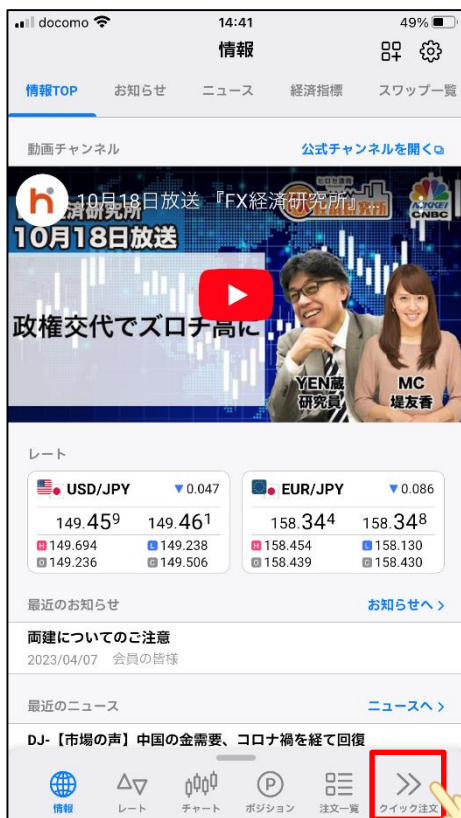 docomo 14:41 49%
情報
情報TOP お知らせ ニュース 経済指標 スワップ一覧
動画チャンネル 公式チャンネルを開く
h 10月18日放送 『FX経済研究所』...
10月18日放送
NIKKEI
CNBC
政権交代でズロチ高に
YEN蔵
研究員
MC
堤友香
レート
USD/JPY ▼0.047
149.459 149.461
H 149.694 L 149.238
O 149.236 C 149.506
EUR/JPY ▼0.086
158.344 158.348
H 158.454 L 158.130
O 158.439 C 158.430
最近のお知らせ お知らせへ >
両建についてのご注意
2023/04/07 会員の皆様
最近のニュース ニュースへ >
DJ-【市場の声】中国の金需要、コロナ禍を経て回復
情報 レート チャート ポジション 注文一覧 クイック注文